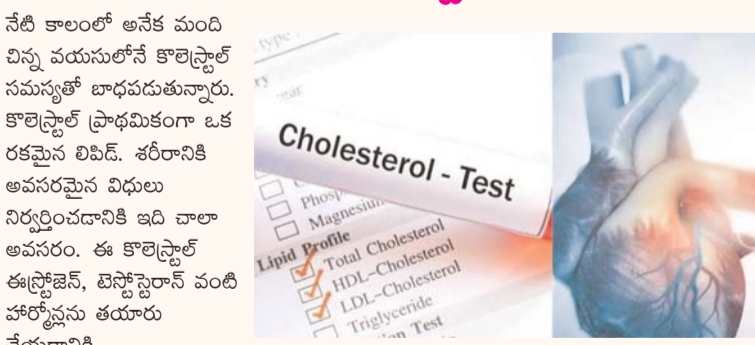 నేటి కాలంలో అనేక మంది
చిన్న వయసులోనే కొలెస్ట్రాల్
సమస్యతో బాధపడుతున్నారు.
కొలెస్ట్రాల్ ప్రాథమికంగా ఒక
రకమైన లిపిడ్. శరీరానికి
అవసరమైన విధులు
నిర్వర్తించడానికి ఇది చాలా
అవసరం. ఈ కొలెస్ట్రాల్
ఈస్ట్రోజెన్, టెస్టోస్టెరాన్ వంటి
హార్మోన్లను తయారు
Cholesterol - Test
Magnesium
Lipid Profile
Total Cholesterol
HDL-Cholesterol
LDL-Cholesterol
Triglyceride
Test